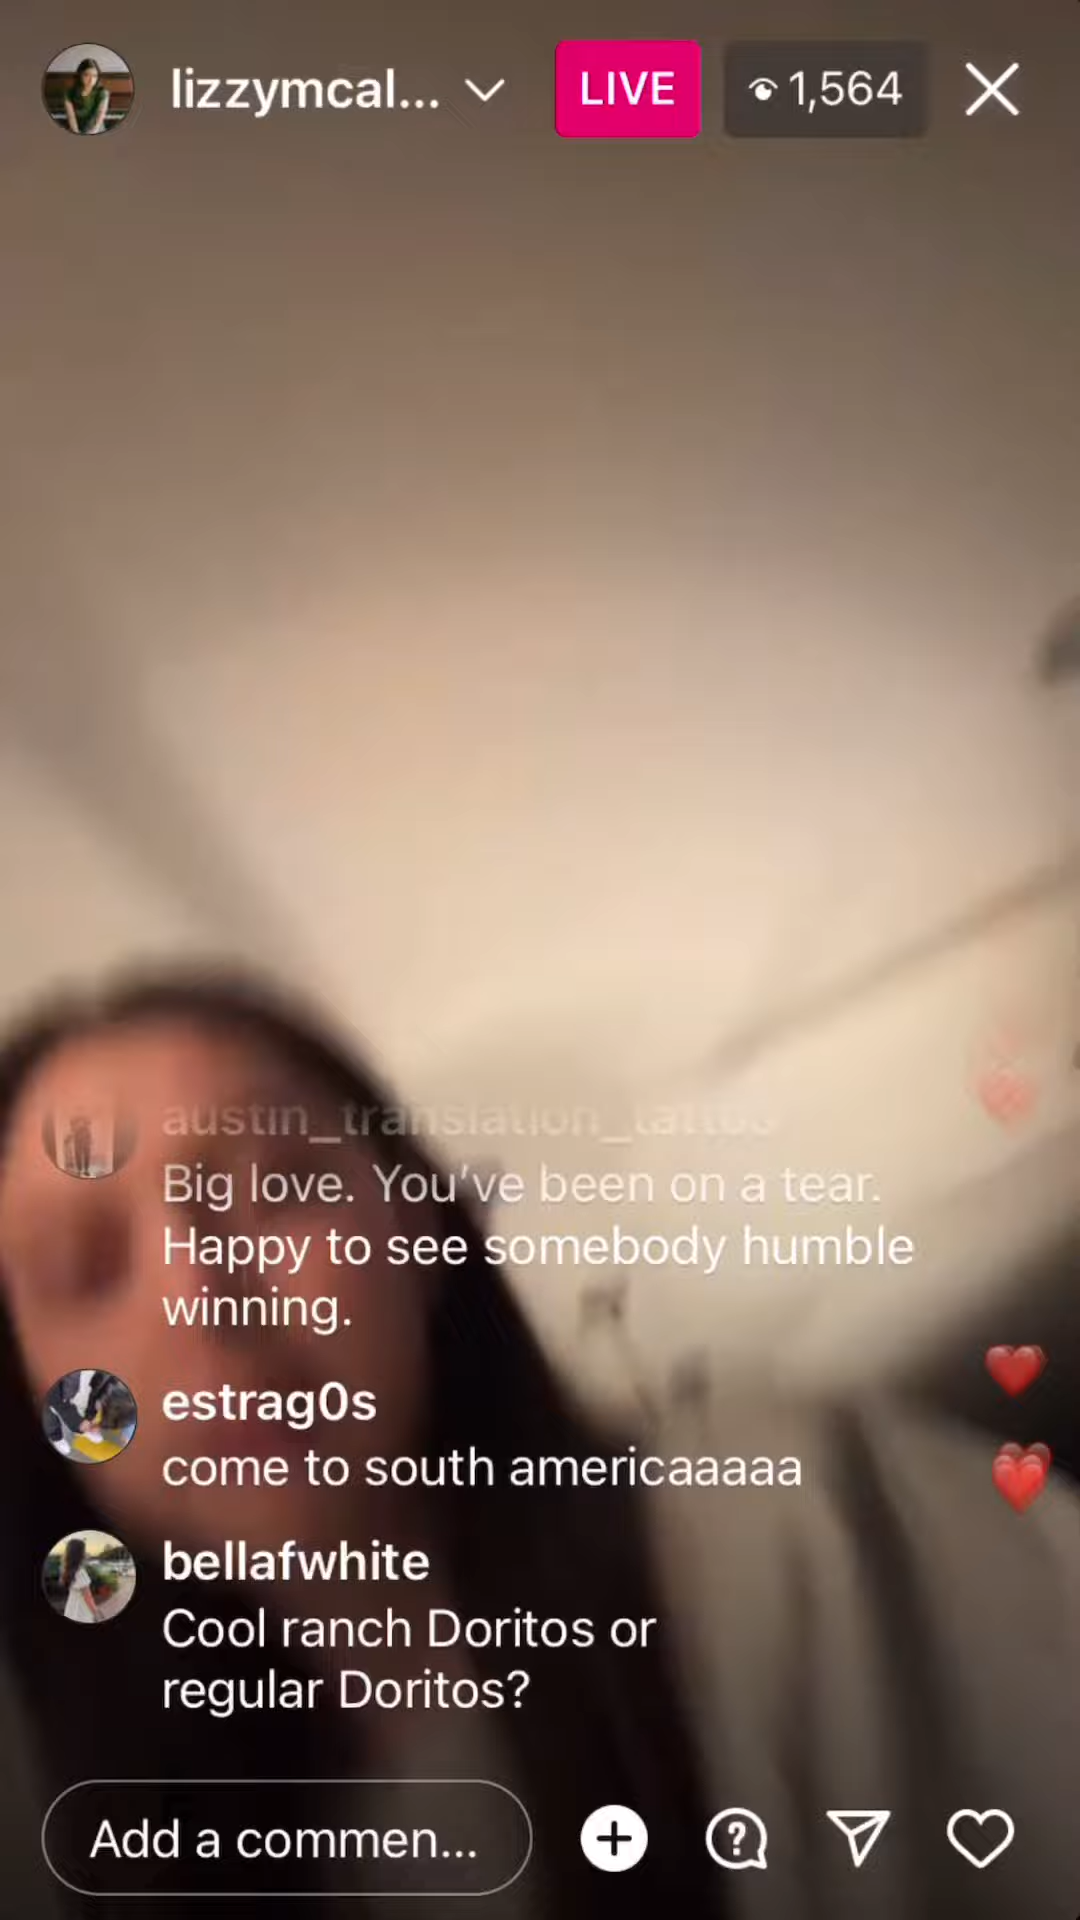 lizzymcal...
LIVE
1,564
austin_translation_tattoo
Big love. You’ve been on a tear.
Happy to see somebody humble
winning.
estrag0s
come to south americaaaaa
bellafwhite
Cool ranch Doritos or
regular Doritos?
Add a commen...